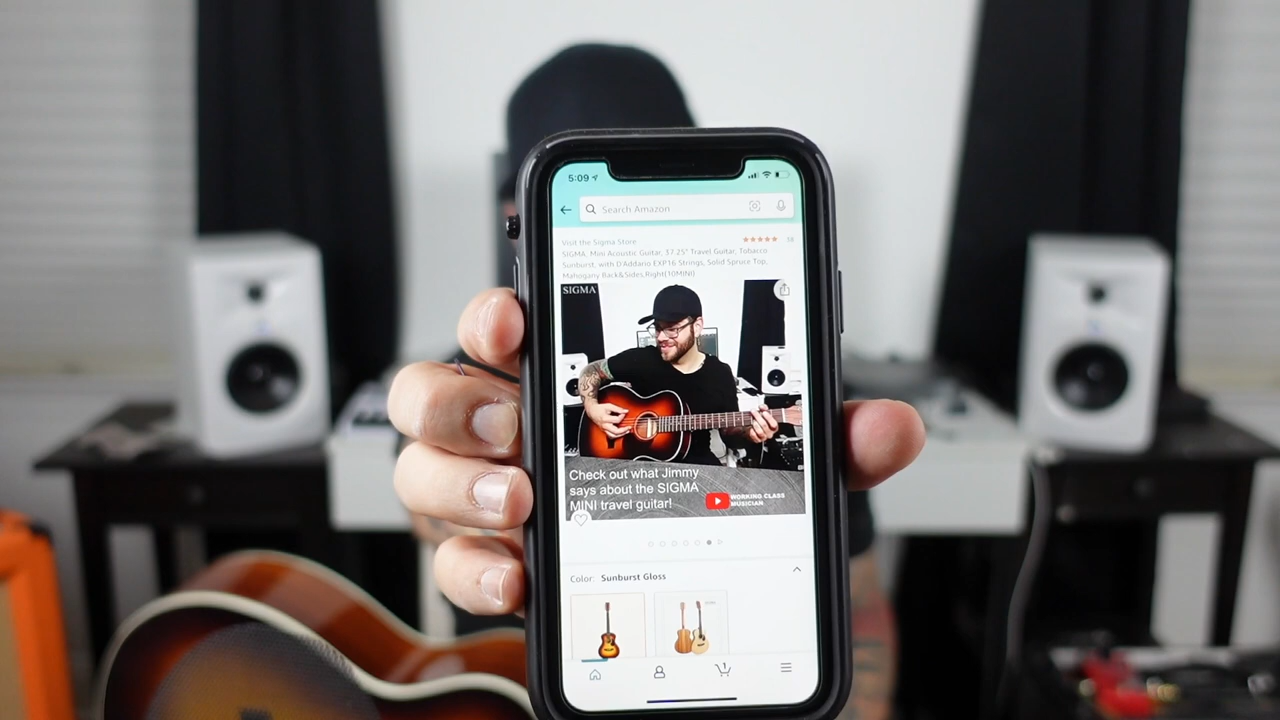 5:09
Search Amazon
Visit the Sigma Store
38
SIGMA, Mini Acoustic Guitar, 37.25" Travel Guitar, Tobacco
Sunburst, with D'Addario EXP16 Strings, Solid Spruce Top,
Mahogany Back&Sides,Right(10MINI)
SIGMA
Check out what Jimmy
says about the SIGMA
MINI travel guitar!
WORKING CLASS
MUSICIAN
Color: Sunburst Gloss
1